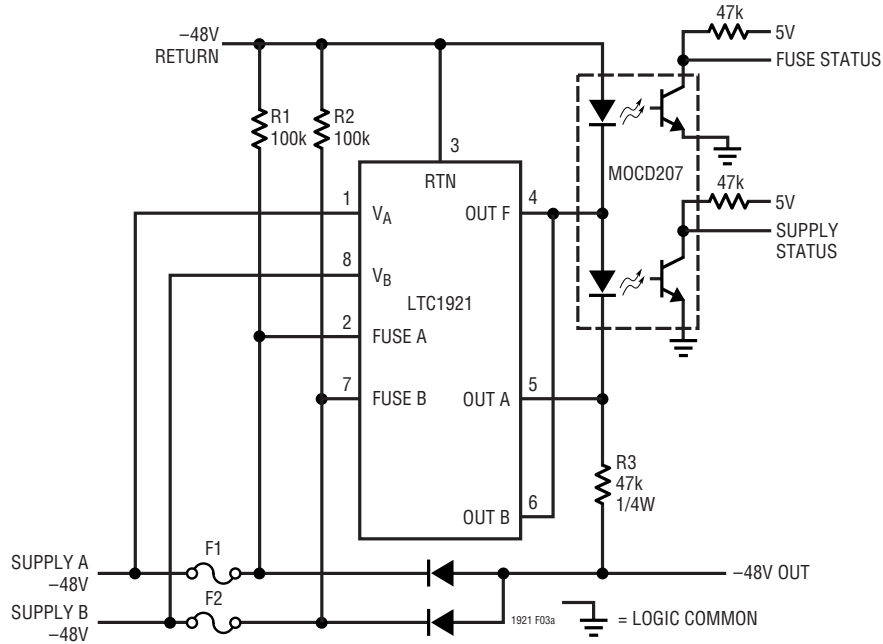 –48V
RETURN
47k
5V
FUSE STATUS
R1
100k
R2
100k
3
RTN
MOCD207
47k
5V
SUPPLY
STATUS
1
VA
OUT F
4
8
VB
LTC1921
2
FUSE A
7
FUSE B
OUT A
5
R3
47k
1/4W
OUT B
6
SUPPLY A
–48V
F1
–48V OUT
SUPPLY B
–48V
F2
1921 F03a
= LOGIC COMMON